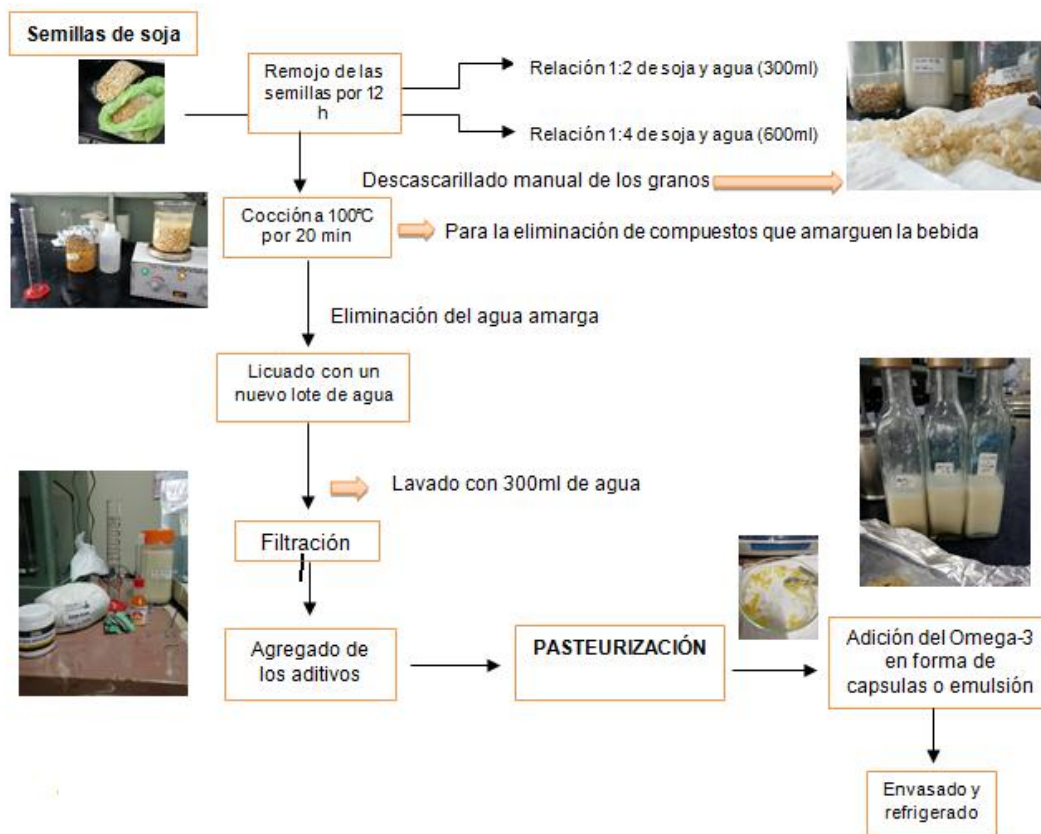 Semillas de soja
Remojo de las
semillas por 12
h
Relación 1:2 de soja y agua (300ml)
Relación 1:4 de soja y agua (600ml)
Descascarillado manual de los granos
Cocción a 100ºC
por 20 min
Para la eliminación de compuestos que amarguen la bebida
Eliminación del agua amarga
Licuado con un
nuevo lote de agua
Lavado con 300ml de agua
Filtración
Agregado de
los aditivos
PASTEURIZACIÓN
Adición del Omega-3
en forma de
capsulas o emulsión
Envasado y
refrigerado